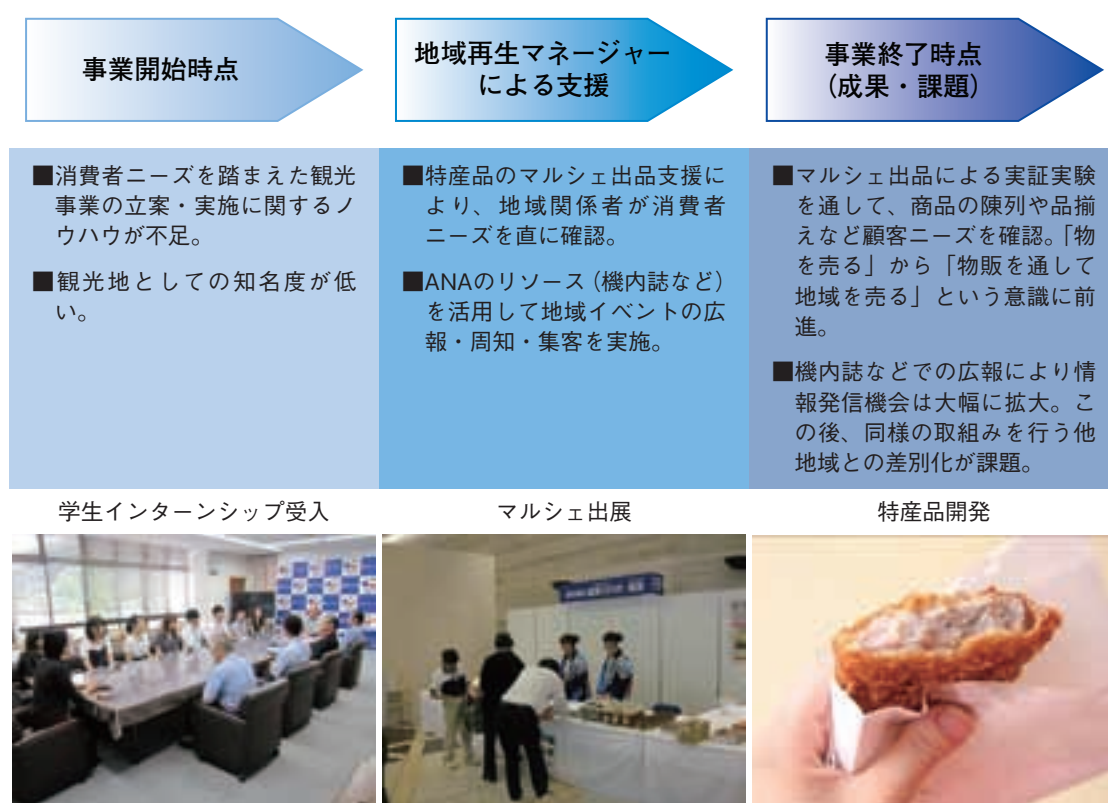 事業開始時点
地域再生マネージャー
による支援
事業終了時点
(成果・課題)
■消費者ニーズを踏まえた観光
事業の立案・実施に関するノ
ウハウが不足。
■観光地としての知名度が低
い。
■特産品のマルシェ出品支援に
より、地域関係者が消費者
ニーズを直に確認。
■ANAのリソース(機内誌など)
を活用して地域イベントの広
報・周知・集客を実施。
■マルシェ出品による実証実験
を通して、商品の陳列や品揃
えなど顧客ニーズを確認。「物
を売る」から「物販を通して
地域を売る」という意識に前
進。
■機内誌などでの広報により情
報発信機会は大幅に拡大。こ
の後、同様の取組みを行う他
地域との差別化が課題。
学生インターンシップ受入
マルシェ出展
特産品開発